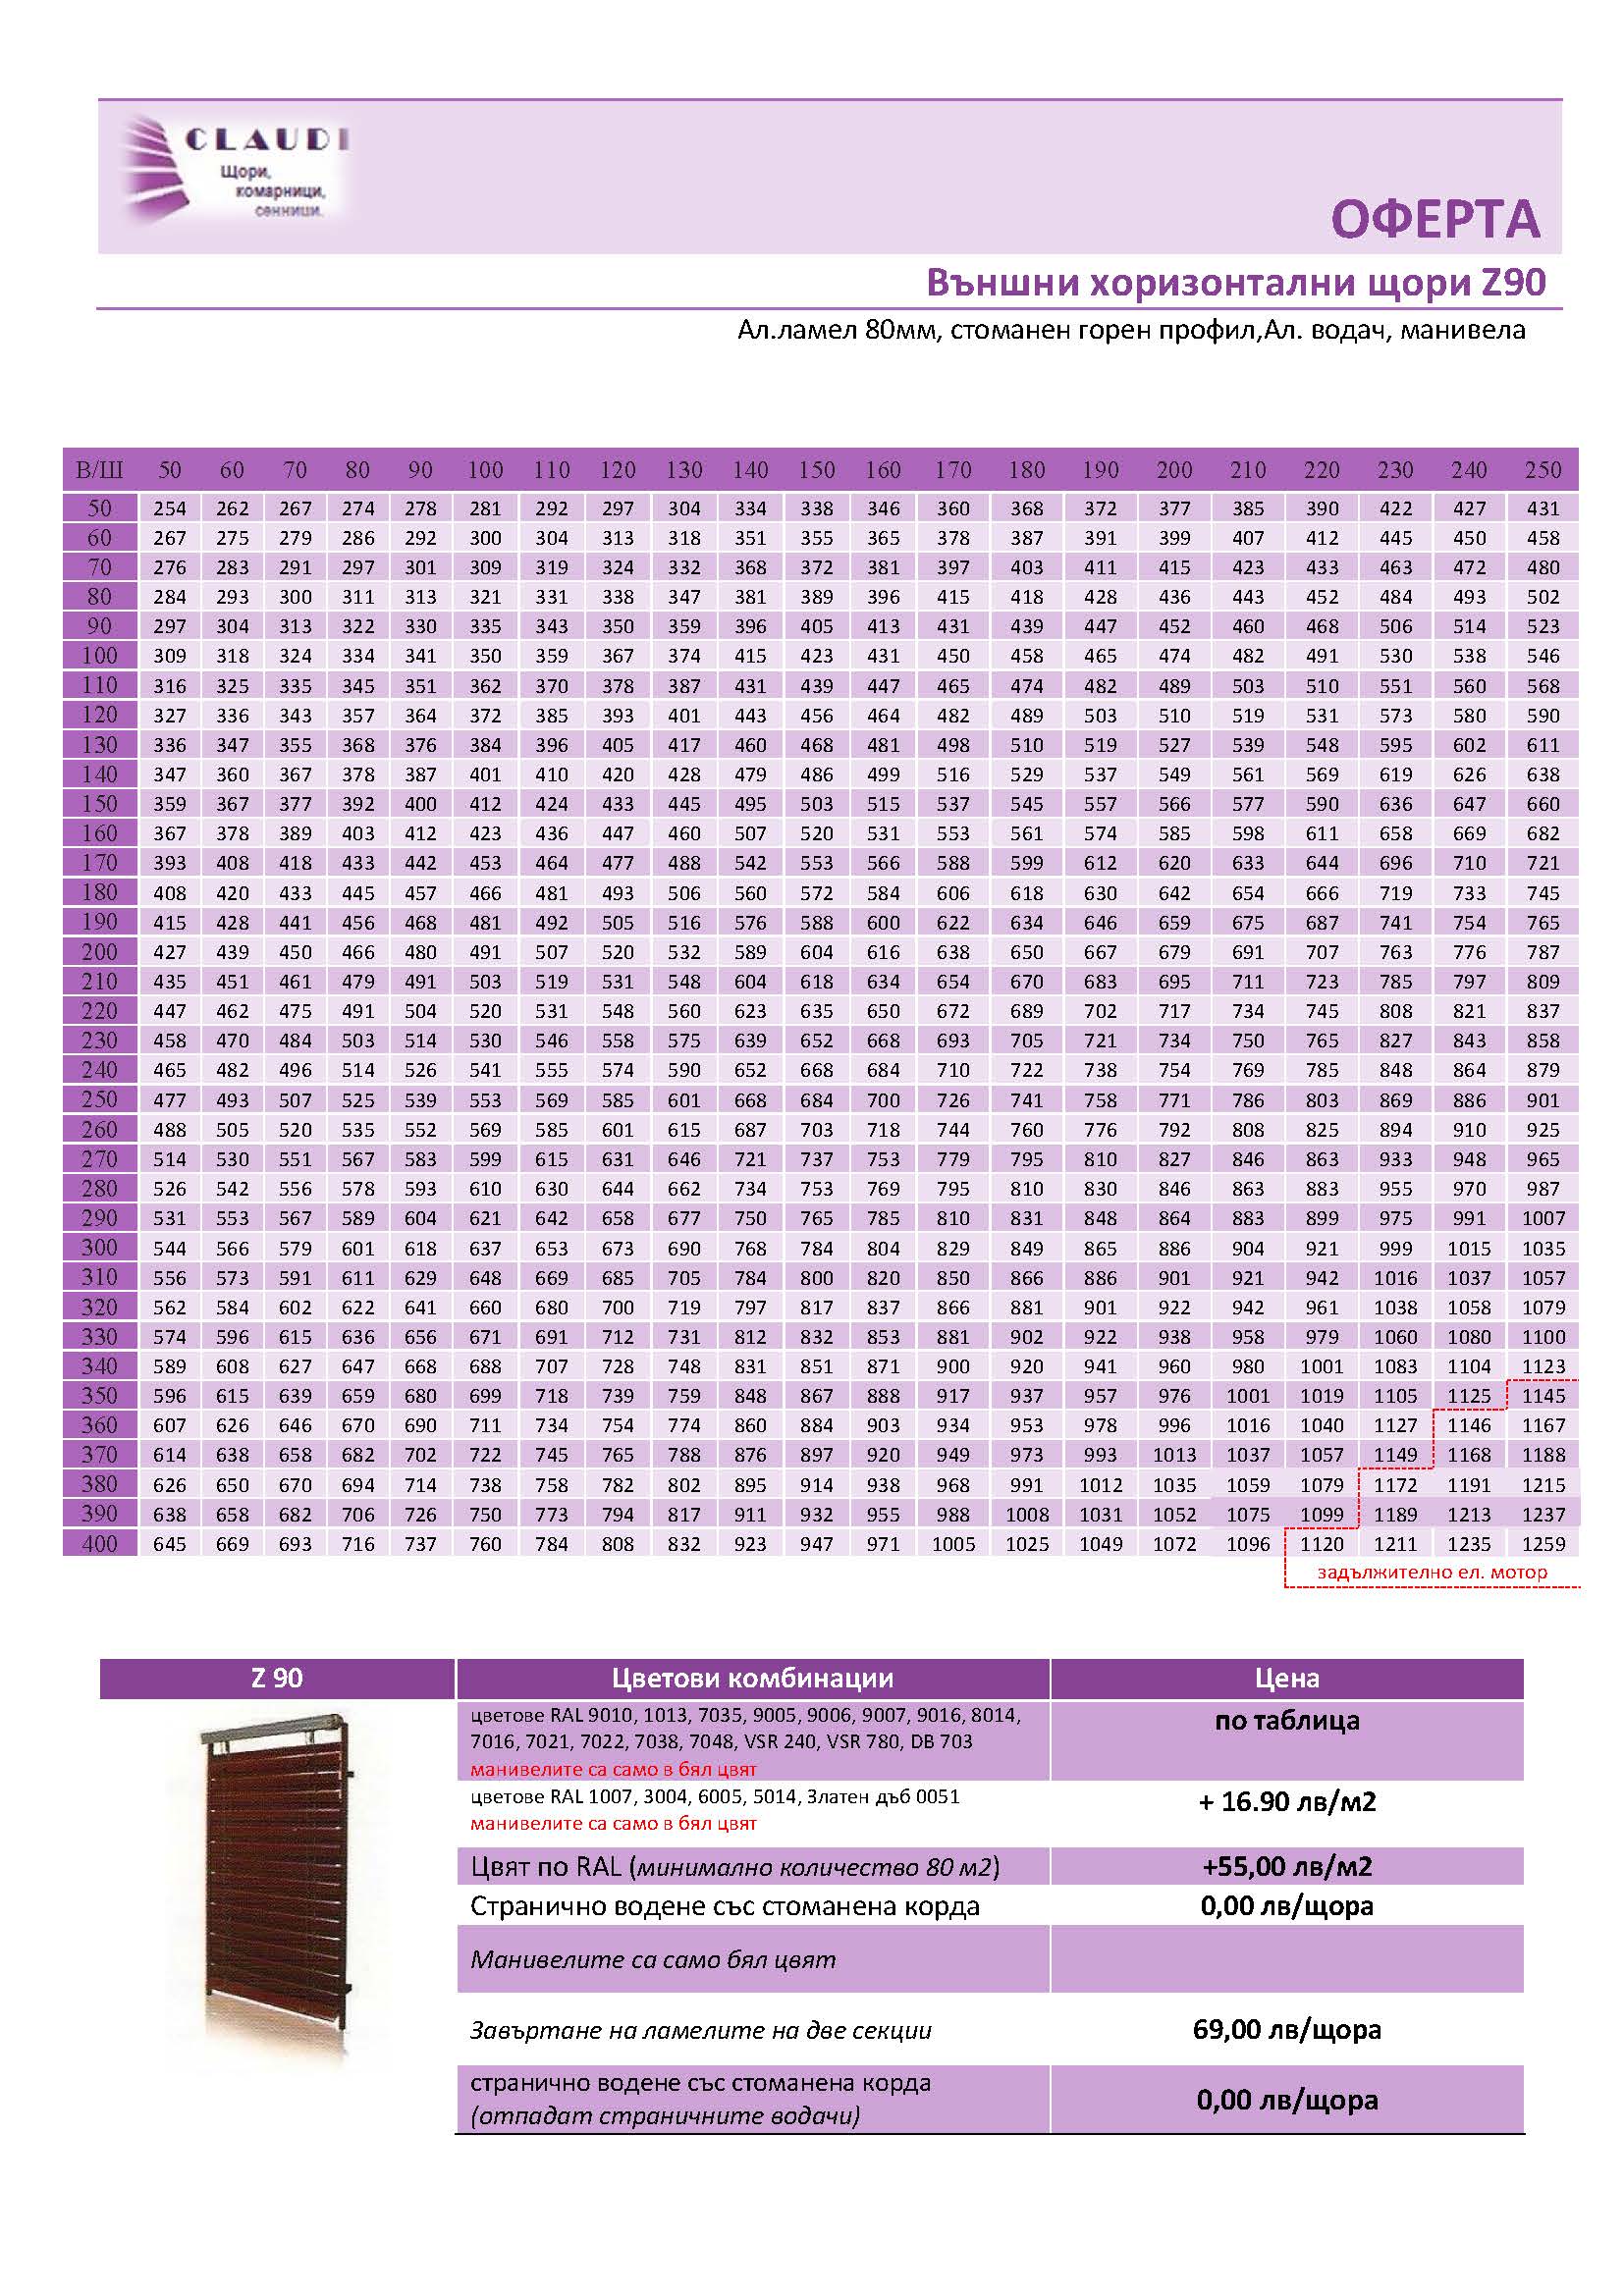 CLAUDI
Щори,
комарници,
сенници.
ОФЕРТА
Външни хоризонтални щори Z90
Ал.ламел 80мм, стоманен горен профил,Ал. водач, манивела
В/Ш 50 60 70 80 90 100 110 120 130 140 150 160 170 180 190 200 210 220 230 240 250
50 254 262 267 274 278 281 292 297 304 334 338 346 360 368 372 377 385 390 422 427 431
60 267 275 279 286 292 300 304 313 318 351 355 365 378 387 391 399 407 412 445 450 458
70 276 283 291 297 301 309 319 324 332 368 372 381 397 403 411 415 423 433 463 472 480
80 284 293 300 311 313 321 331 338 347 381 389 396 415 418 428 436 443 452 484 493 502
90 297 304 313 322 330 335 343 350 359 396 405 413 431 439 447 452 460 468 506 514 523
100 309 318 324 334 341 350 359 367 374 415 423 431 450 458 465 474 482 491 530 538 546
110 316 325 335 345 351 362 370 378 387 431 439 447 465 474 482 489 503 510 551 560 568
120 327 336 343 357 364 372 385 393 401 443 456 464 482 489 503 510 519 531 573 580 590
130 336 347 355 368 376 384 396 405 417 460 468 481 498 510 519 527 539 548 595 602 611
140 347 360 367 378 387 401 410 420 428 479 486 499 516 529 537 549 561 569 619 626 638
150 359 367 377 392 400 412 424 433 445 495 503 515 537 545 557 566 577 590 636 647 660
160 367 378 389 403 412 423 436 447 460 507 520 531 553 561 574 585 598 611 658 669 682
170 393 408 418 433 442 453 464 477 488 542 553 566 588 599 612 620 633 644 696 710 721
180 408 420 433 445 457 466 481 493 506 560 572 584 606 618 630 642 654 666 719 733 745
190 415 428 441 456 468 481 492 505 516 576 588 600 622 634 646 659 675 687 741 754 765
200 427 439 450 466 480 491 507 520 532 589 604 616 638 650 667 679 691 707 763 776 787
210 435 451 461 479 491 503 519 531 548 604 618 634 654 670 683 695 711 723 785 797 809
220 447 462 475 491 504 520 531 548 560 623 635 650 672 689 702 717 734 745 808 821 837
230 458 470 484 503 514 530 546 558 575 639 652 668 693 705 721 734 750 765 827 843 858
240 465 482 496 514 526 541 555 574 590 652 668 684 710 722 738 754 769 785 848 864 879
250 477 493 507 525 539 553 569 585 601 668 684 700 726 741 758 771 786 803 869 886 901
260 488 505 520 535 552 569 585 601 615 687 703 718 744 760 776 792 808 825 894 910 925
270 514 530 551 567 583 599 615 631 646 721 737 753 779 795 810 827 846 863 933 948 965
280 526 542 556 578 593 610 630 644 662 734 753 769 795 810 830 846 863 883 955 970 987
290 531 553 567 589 604 621 642 658 677 750 765 785 810 831 848 864 883 899 975 991 1007
300 544 566 579 601 618 637 653 673 690 768 784 804 829 849 865 886 904 921 999 1015 1035
310 556 573 591 611 629 648 669 685 705 784 800 820 850 866 886 901 921 942 1016 1037 1057
320 562 584 602 622 641 660 680 700 719 797 817 837 866 881 901 922 942 961 1038 1058 1079
330 574 596 615 636 656 671 691 712 731 812 832 853 881 902 922 938 958 979 1060 1080 1100
340 589 608 627 647 668 688 707 728 748 831 851 871 900 920 941 960 980 1001 1083 1104 1123
350 596 615 639 659 680 699 718 739 759 848 867 888 917 937 957 976 1001 1019 1105 1125 1145
360 607 626 646 670 690 711 734 754 774 860 884 903 934 953 978 996 1016 1040 1127 1146 1167
370 614 638 658 682 702 722 745 765 788 876 897 920 949 973 993 1013 1037 1057 1149 1168 1188
380 626 650 670 694 714 738 758 782 802 895 914 938 968 991 1012 1035 1059 1079 1172 1191 1215
390 638 658 682 706 726 750 773 794 817 911 932 955 988 1008 1031 1052 1075 1099 1189 1213 1237
400 645 669 693 716 737 760 784 808 832 923 947 971 1005 1025 1049 1072 1096 1120 1211 1235 1259
задължително ел. мотор
Z 90 Цветови комбинации Цена
цветове RAL 9010, 1013, 7035, 9005, 9006, 9007, 9016, 8014, по таблица
7016, 7021, 7022, 7038, 7048, VSR 240, VSR 780, DB 703
манивелите са само в бял цвят
цветове RAL 1007, 3004, 6005, 5014, Златен дъб 0051 + 16.90 лв/м2
манивелите са само в бял цвят
Цвят по RAL (минимално количество 80 м2) +55,00 лв/м2
Странично водене със стоманена корда 0,00 лв/щора
Манивелите са само бял цвят
Завъртане на ламелите на две секции 69,00 лв/щора
странично водене със стоманена корда 0,00 лв/щора
(отпадат страничните водачи)